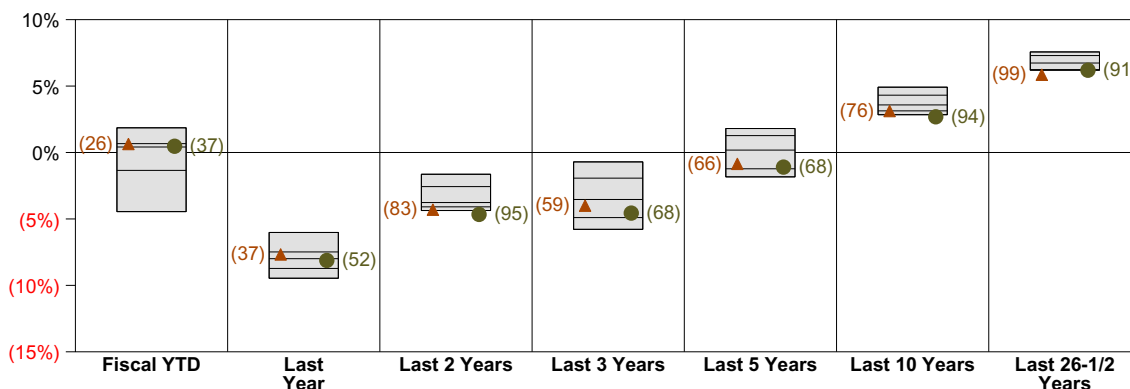 10%
5%
0%
(5%)
(10%)
(15%)
(26)
(37)
(37)
(52)
(83)
(95)
(59)
(68)
(66)
(68)
(76)
(94)
(99)
(91
Fiscal YTD
Last
Year
Last 2 Years
Last 3 Years
Last 5 Years
Last 10 Years
Last 26-1/2
Years